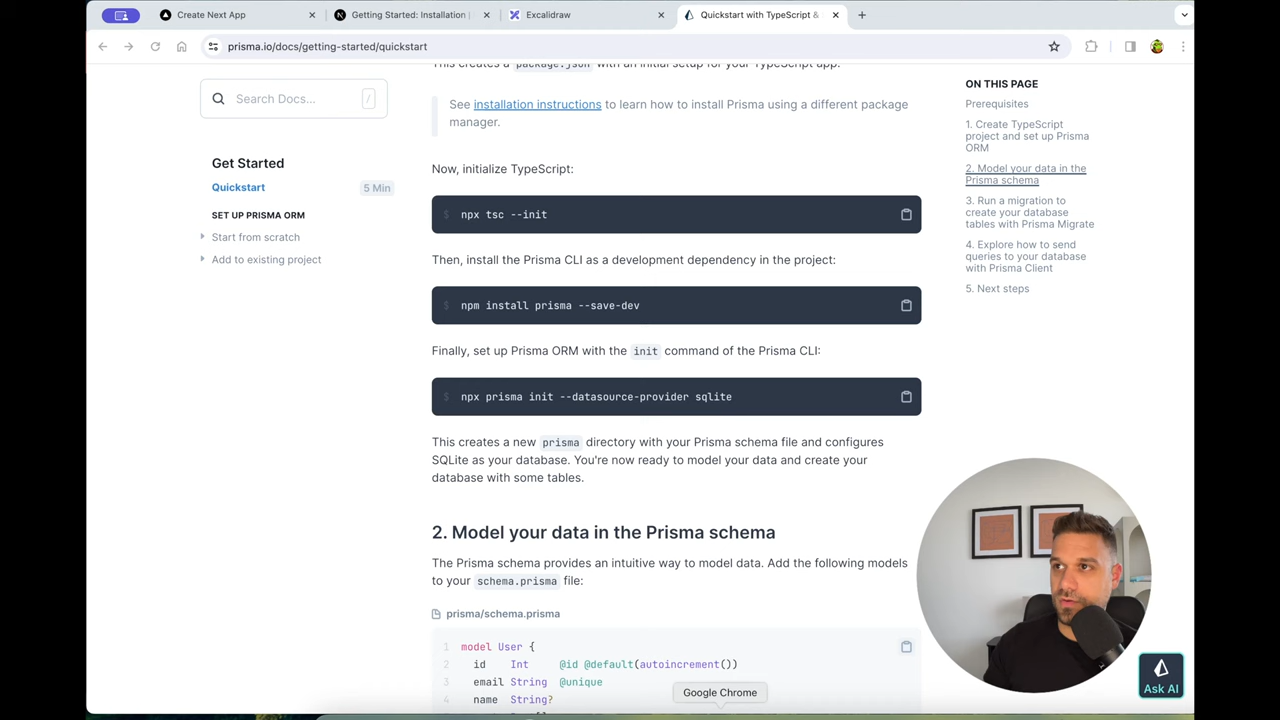 Create Next App
Getting Started: Installation
Excalidraw
Quickstart with TypeScript &
prisma.io/docs/getting-started/quickstart
This creates a package.json with an initial setup for your TypeScript app.
Search Docs... /
See installation instructions to learn how to install Prisma using a different package
manager.
Get Started
Quickstart 5 Min
SET UP PRISMA ORM
Start from scratch
Add to existing project
Now, initialize TypeScript:
$ npx tsc --init
Then, install the Prisma CLI as a development dependency in the project:
$ npm install prisma --save-dev
Finally, set up Prisma ORM with the init command of the Prisma CLI:
$ npx prisma init --datasource-provider sqlite
This creates a new prisma directory with your Prisma schema file and configures
SQLite as your database. You're now ready to model your data and create your
database with some tables.
2. Model your data in the Prisma schema
The Prisma schema provides an intuitive way to model data. Add the following models
to your schema.prisma file:
prisma/schema.prisma
1 model User {
2 id Int @id @default(autoincrement())
3 email String @unique
4 name String?
Google Chrome
ON THIS PAGE
Prerequisites
1. Create TypeScript
project and set up Prisma
ORM
2. Model your data in the
Prisma schema
3. Run a migration to
create your database
tables with Prisma Migrate
4. Explore how to send
queries to your database
with Prisma Client
5. Next steps
Ask AI